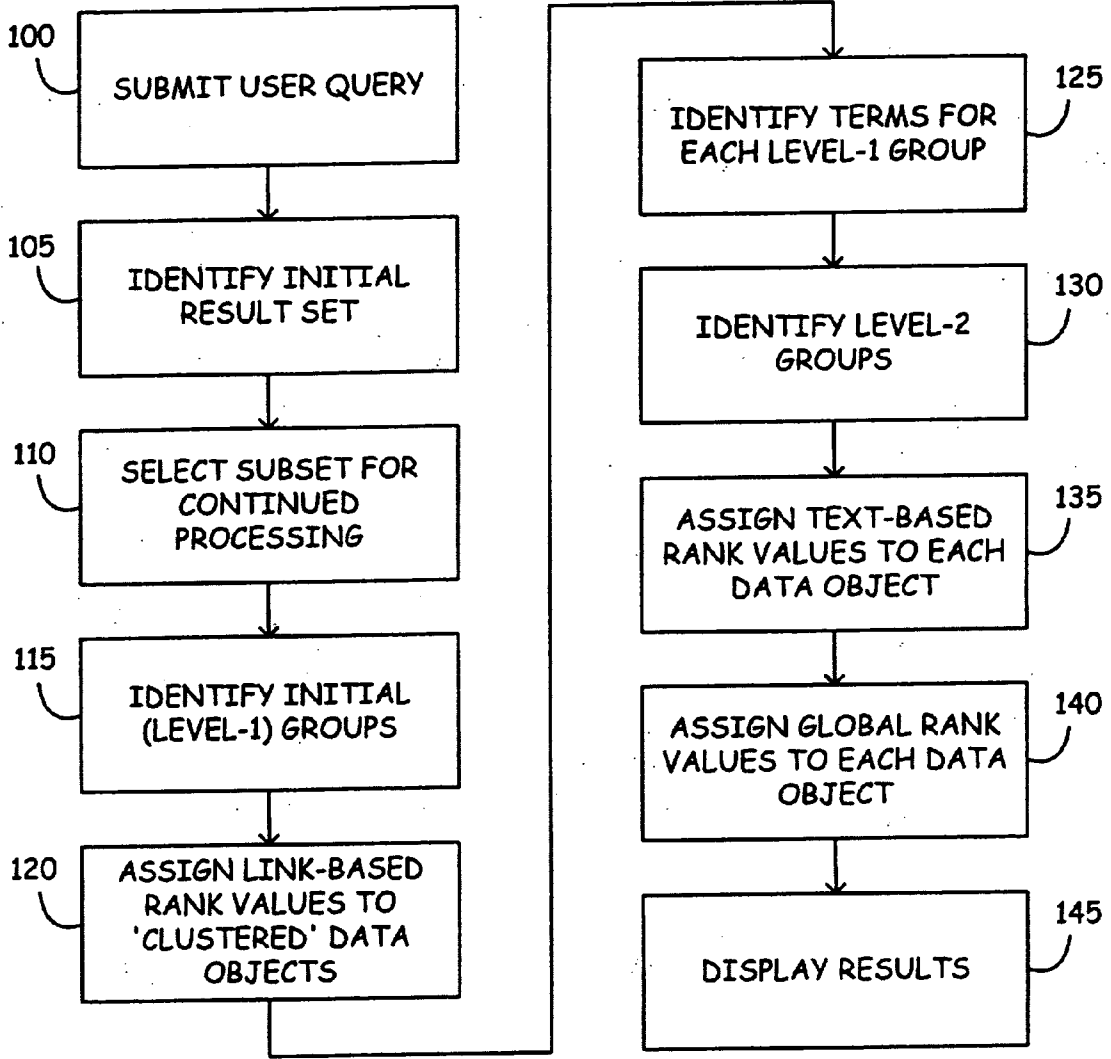 100
SUBMIT USER QUERY
105
IDENTIFY INITIAL
RESULT SET
110
SELECT SUBSET FOR
CONTINUED
PROCESSING
115
IDENTIFY INITIAL
(LEVEL-1) GROUPS
120
ASSIGN LINK-BASED
RANK VALUES TO
'CLUSTERED' DATA
OBJECTS
125
IDENTIFY TERMS FOR
EACH LEVEL-1 GROUP
130
IDENTIFY LEVEL-2
GROUPS
135
ASSIGN TEXT-BASED
RANK VALUES TO EACH
DATA OBJECT
140
ASSIGN GLOBAL RANK
VALUES TO EACH DATA
OBJECT
145
DISPLAY RESULTS